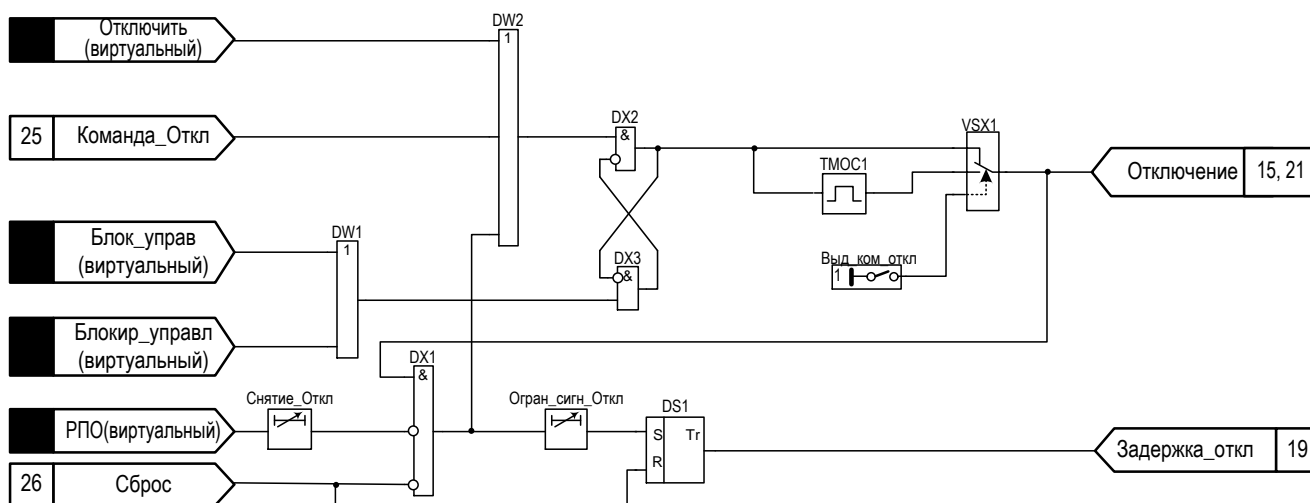 Отключить
(виртуальный)
DW2
1
25 Команда_Откл
DX2
&
VSX1
TMOC1
Отключение 15, 21
Блок_управ
(виртуальный)
DW1
1
DX3
&
Выд_ком_откл
1
Блокир_управл
(виртуальный)
DX1
&
Снятие_Откл
Огран_сигн_Откл
DS1
РПО(виртуальный)
S Tr
R
Задержка_откл 19
26 Сброс